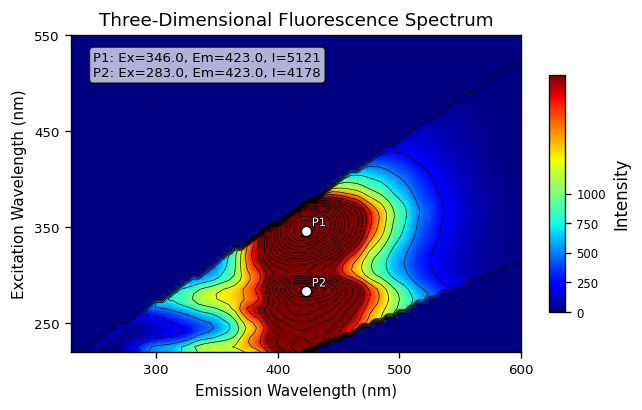 Three-Dimensional Fluorescence Spectrum
P1: Ex=346.0, Em=423.0, I=5121
P2: Ex=283.0, Em=423.0, I=4178
550
450
350
250
Excitation Wavelength (nm)
P1
P2
300
400
500
600
Emission Wavelength (nm)
1000
750
500
250
0
Intensity